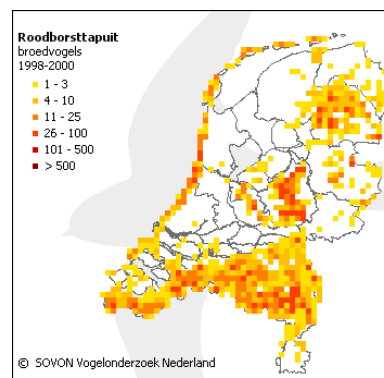 Roodborsttapuit
broedvogels
1998-2000
1 - 3
4 - 10
11 - 25
26 - 100
101 - 500
> 500
© SOVON Vogelonderzoek Nederland